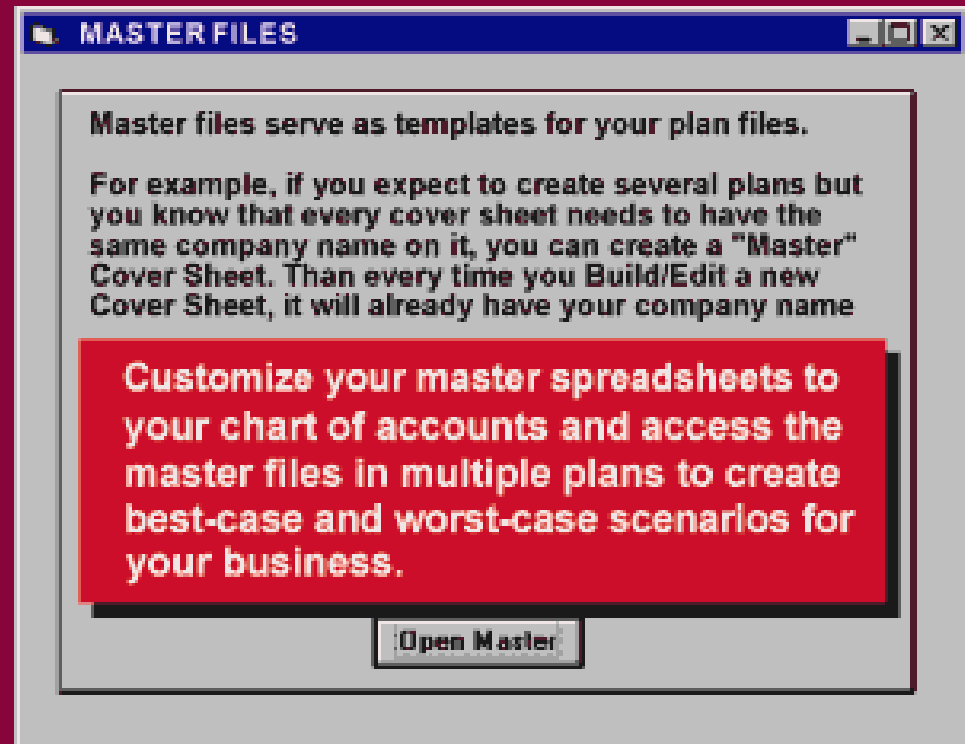 MASTER FILES
Master files serve as templates for your plan files.
For example, if you expect to create several plans but
you know that every cover sheet needs to have the
same company name on it, you can create a "Master"
Cover Sheet. Than every time you Build/Edit a new
Cover Sheet, it will already have your company name
Customize your master spreadsheets to
your chart of accounts and access the
master files in multiple plans to create
best-case and worst-case scenarios for
your business.
Open Master